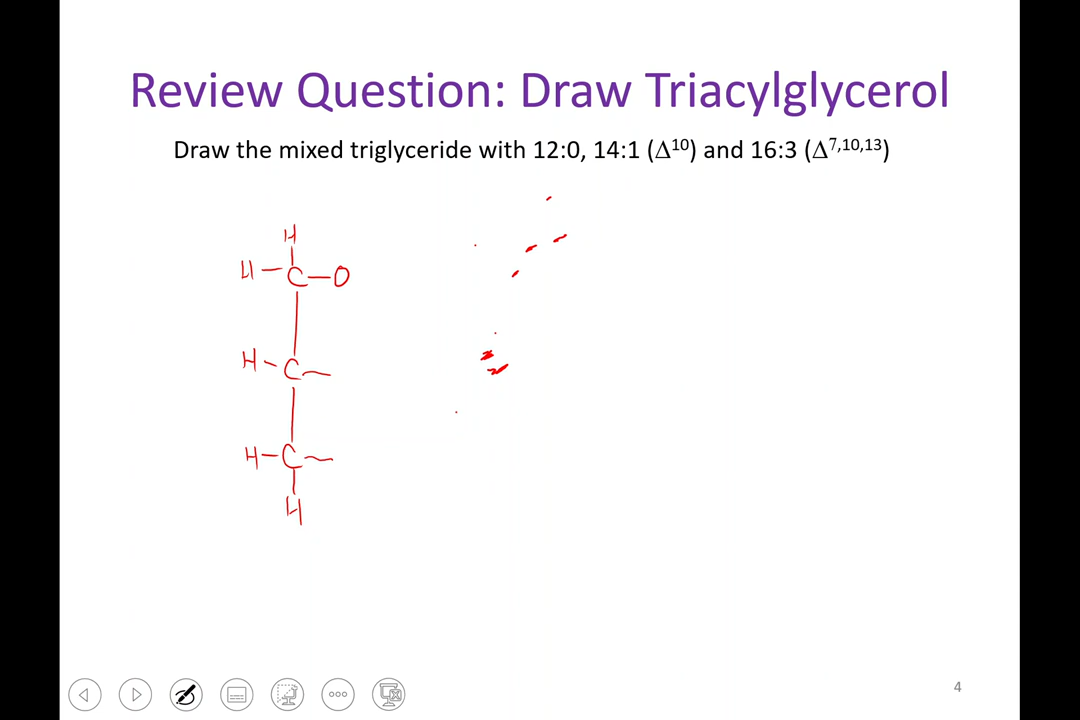 Review Question: Draw Triacylglycerol
Draw the mixed triglyceride with 12:0, 14:1 (Δ10) and 16:3 (Δ7,10,13)
H
H-C-O
H-C-
H-C-
H
4